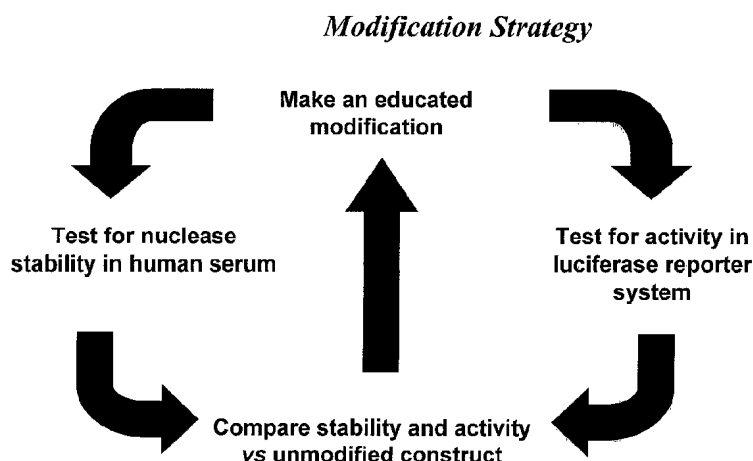 Modification Strategy
Make an educated
modification
Test for nuclease
stability in human serum
Test for activity in
luciferase reporter
system
Compare stability and activity
vs unmodified construct